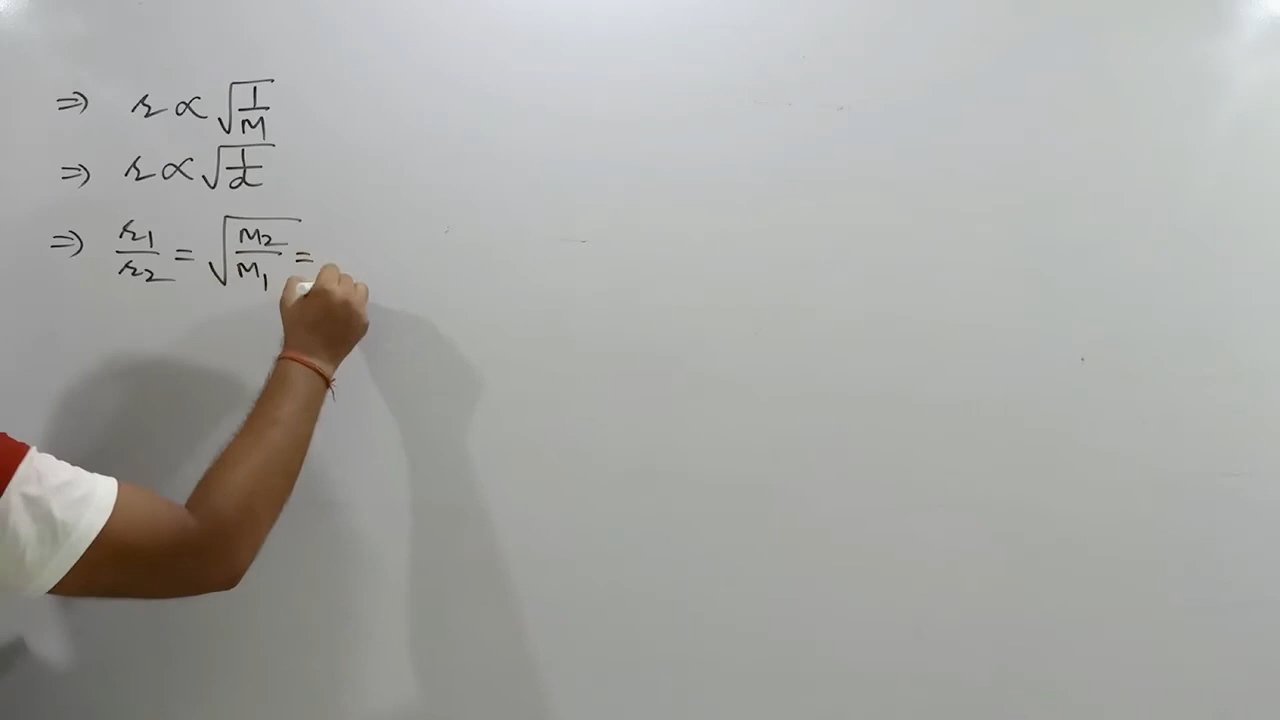 ⇒ r ∝ √(1/M)
⇒ r ∝ √(1/d)
⇒ r₁/r₂ = √(M₂/M₁) =